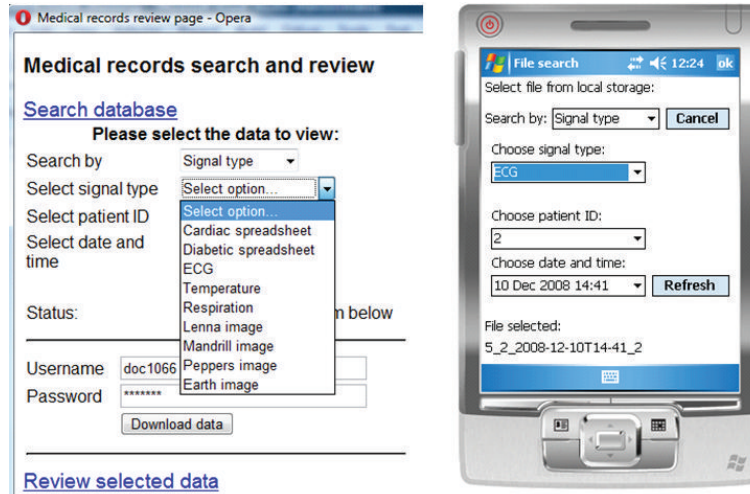 Medical records review page - Opera
Medical records search and review
Search database
Please select the data to view:
Search by Signal type
Select signal type Select option...
Select option...
Select patient ID
Cardiac spreadsheet
Select date and time
Diabetic spreadsheet
ECG
Temperature
Respiration
Status: m below
Lenna image
Mandrill image
Peppers image
Earth image
Username doc1066
Password *******
Download data
Review selected data
File search 12:24 ok
Select file from local storage:
Search by: Signal type Cancel
Choose signal type:
ECG
Choose patient ID:
2
Choose date and time:
10 Dec 2008 14:41 Refresh
File selected:
5_2_2008-12-10T14-41_2